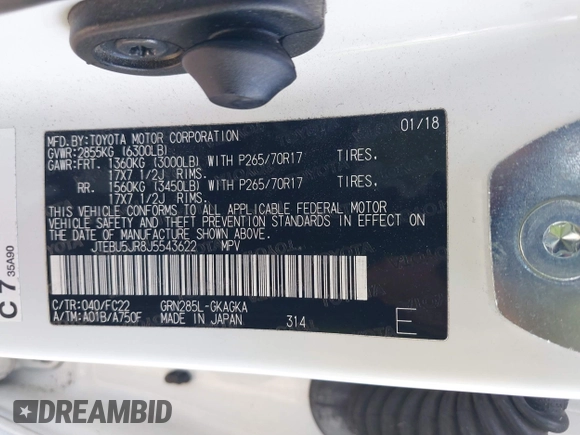 MFD.BY:TOYOTA MOTOR CORPORATION 01/18
GVWR:2855KG (6300LB)
GAWR:FRT. 1360KG (3000LB) WITH P265/70R17 TIRES.
17X7 1/2J RIMS.
RR. 1560KG (3450LB) WITH P265/70R17 TIRES.
17X7 1/2J RIMS.
THIS VEHICLE CONFORMS TO ALL APPLICABLE FEDERAL MOTOR
VEHICLE SAFETY, BUMPER, AND THEFT PREVENTION STANDARDS IN EFFECT
ON THE DATE OF MANUFACTURE SHOWN ABOVE.
JTEBU5JR8J5543622 MPV
C/TR:040/FC22 GRN285L-GKAGKA
A/TM:A01B/A750F MADE IN JAPAN 314 E
C 7 35A90
DREAMBID